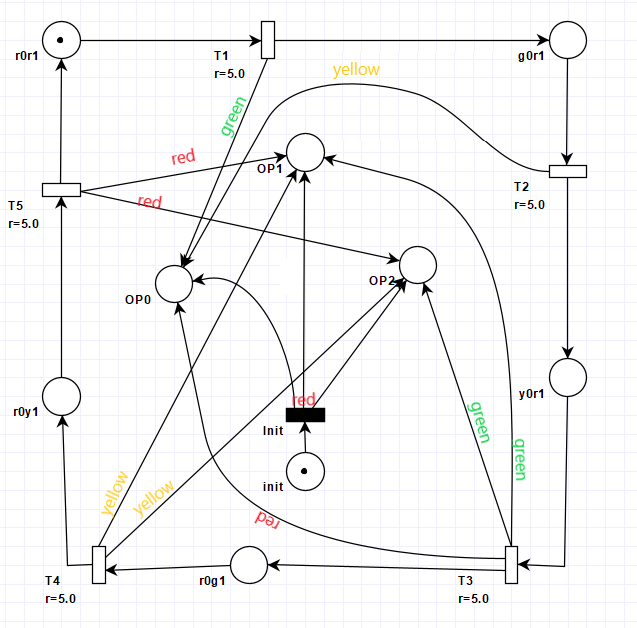 yellow
r0r1
T1
r=5.0
g0r1
green
red
OP1
T5
r=5.0
red
T2
r=5.0
OP2
OP0
y0r1
red
r0y1
Init
green
green
init
yellow
yellow
red
T4
r=5.0
r0g1
T3
r=5.0